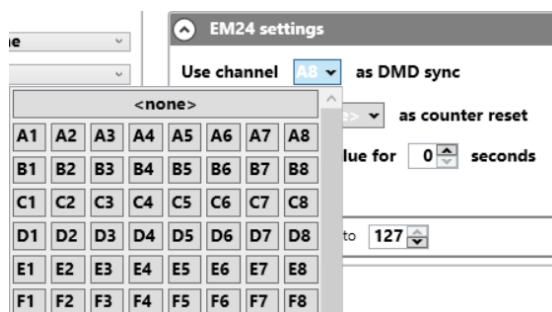 e
EM24 settings
Use channel A8 as DMD sync
<none>
e> as counter reset
A1 A2 A3 A4 A5 A6 A7 A8
lue for 0 seconds
B1 B2 B3 B4 B5 B6 B7 B8
C1 C2 C3 C4 C5 C6 C7 C8
D1 D2 D3 D4 D5 D6 D7 D8
to 127
E1 E2 E3 E4 E5 E6 E7 E8
F1 F2 F3 F4 F5 F6 F7 F8